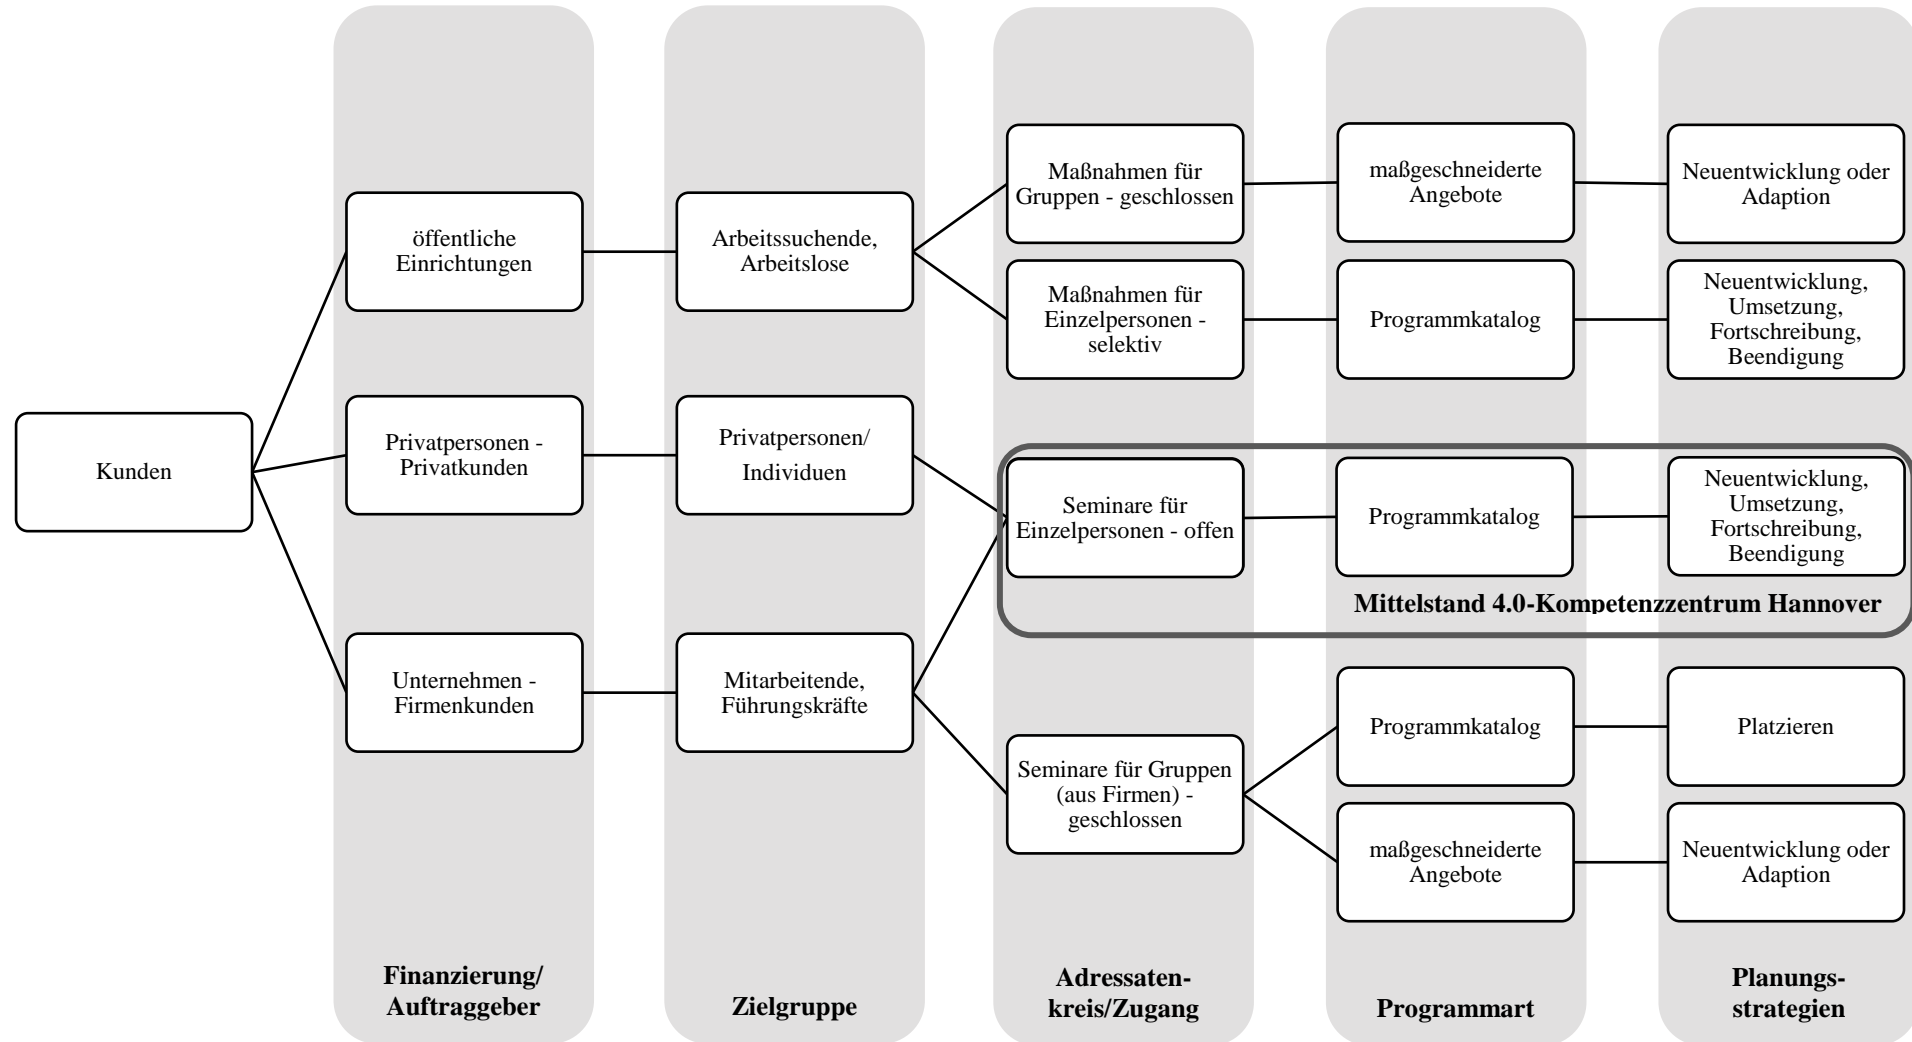 Kunden
öffentliche
Einrichtungen
Privatpersonen -
Privatkunden
Unternehmen -
Firmenkunden
Finanzierung/
Auftraggeber
Arbeitssuchende,
Arbeitslose
Privatpersonen/
Individuen
Mitarbeitende,
Führungskräfte
Zielgruppe
Maßnahmen für
Gruppen - geschlossen
Maßnahmen für
Einzelpersonen -
selektiv
Seminare für
Einzelpersonen - offen
Seminare für Gruppen
(aus Firmen) -
geschlossen
Adressaten-
kreis/Zugang
maßgeschneiderte
Angebote
Programmkatalog
Programmkatalog
Programmkatalog
maßgeschneiderte
Angebote
Programmart
Neuentwicklung oder
Adaption
Neuentwicklung,
Umsetzung,
Fortschreibung,
Beendigung
Neuentwicklung,
Umsetzung,
Fortschreibung,
Beendigung
Mittelstand 4.0-Kompetenzzentrum Hannover
Platzieren
Neuentwicklung oder
Adaption
Planungs-
strategien